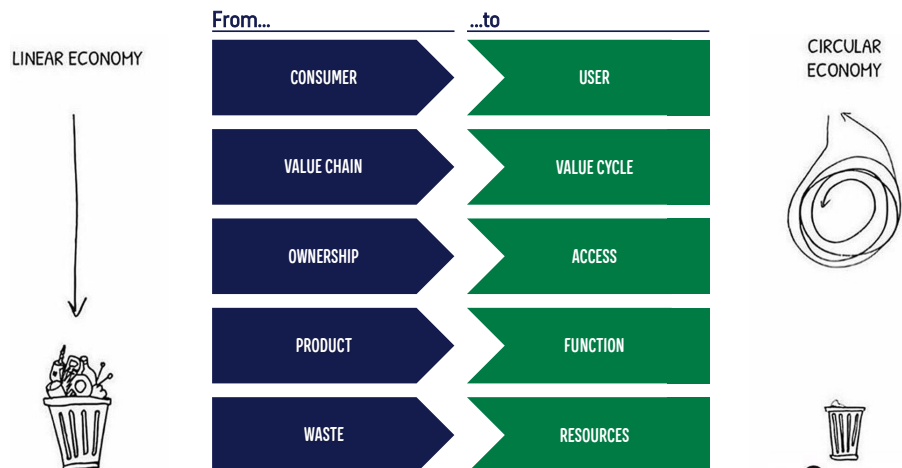 From...
...to
LINEAR ECONOMY
CIRCULAR
ECONOMY
CONSUMER
USER
VALUE CHAIN
VALUE CYCLE
OWNERSHIP
ACCESS
PRODUCT
FUNCTION
WASTE
RESOURCES